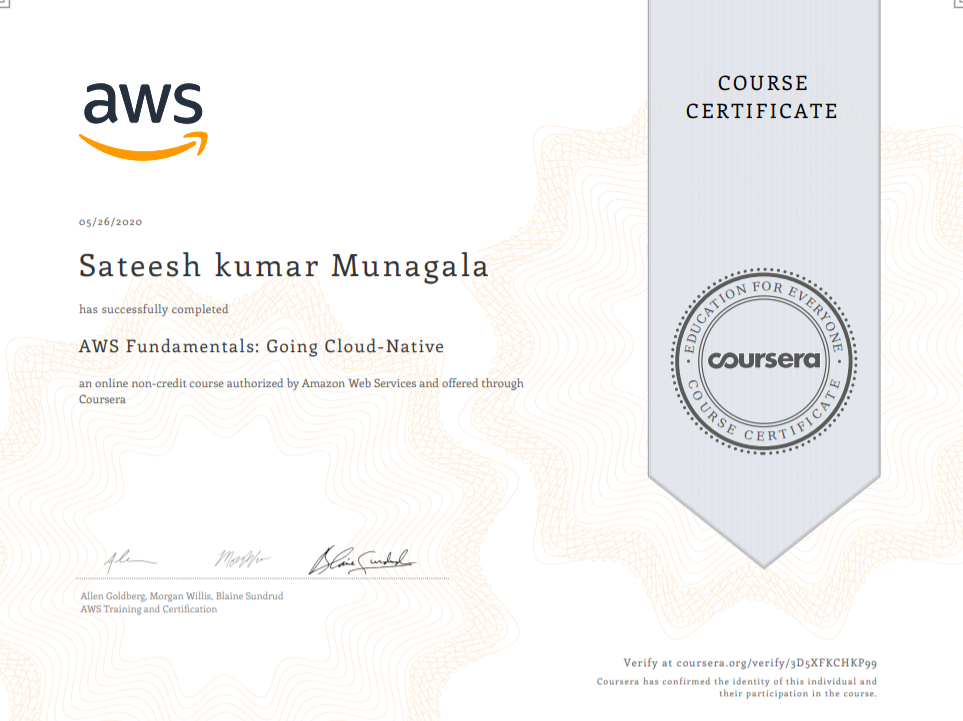 aws
COURSE
CERTIFICATE
05/26/2020
Sateesh kumar Munagala
has successfully completed
AWS Fundamentals: Going Cloud-Native
an online non-credit course authorized by Amazon Web Services and offered through
Coursera
EDUCATION FOR EVERYONE
coursera
COURSE CERTIFICATE
Allen Goldberg, Morgan Willis, Blaine Sundrud
AWS Training and Certification
Verify at coursera.org/verify/3D5XFKCHKP99
Coursera has confirmed the identity of this individual and
their participation in the course.